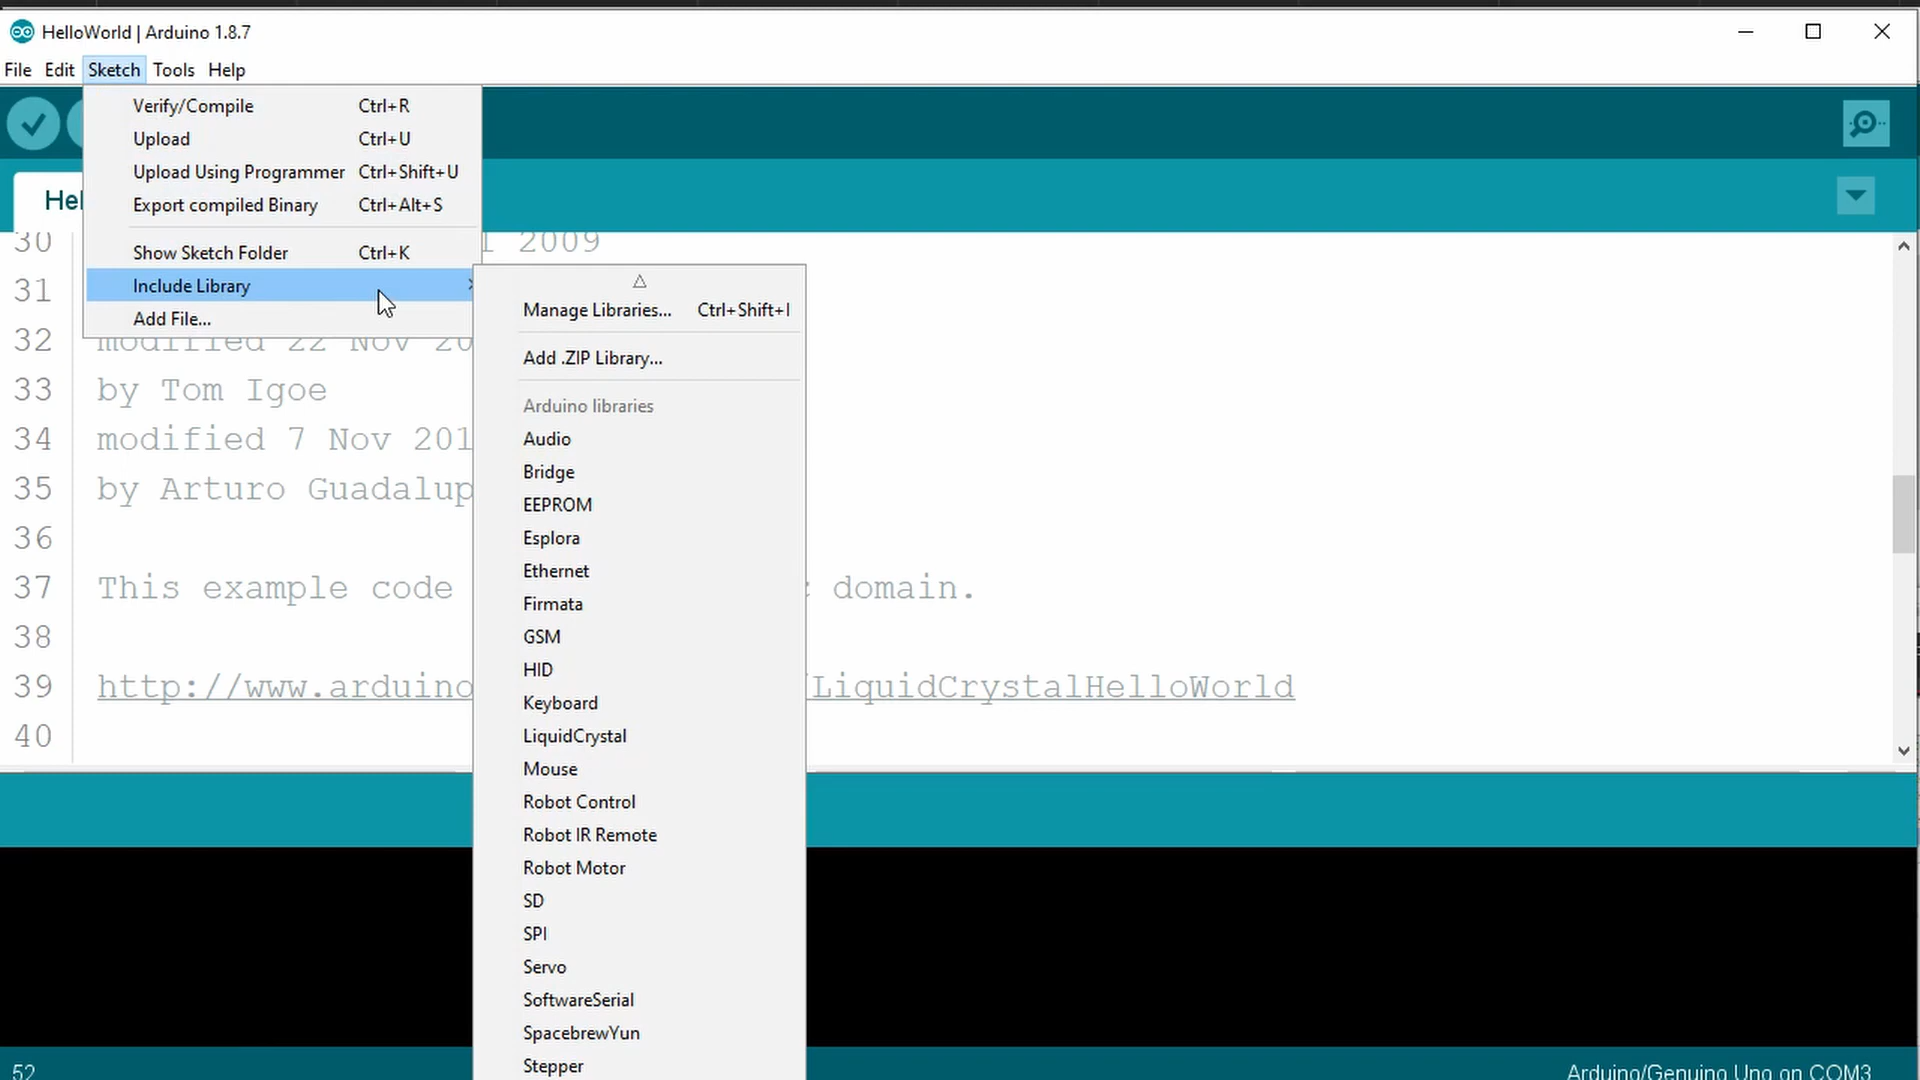 HelloWorld | Arduino 1.8.7
File Edit Sketch Tools Help
Verify/Compile Ctrl+R
Upload Ctrl+U
Upload Using Programmer Ctrl+Shift+U
Export compiled Binary Ctrl+Alt+S
Show Sketch Folder Ctrl+K
Include Library
Add File...
Hel
30 2009
31
32 modified 22 Nov 20
33 by Tom Igoe
34 modified 7 Nov 201
35 by Arturo Guadalup
36
37 This example code domain.
38
39 http://www.arduino /LiquidCrystalHelloWorld
40
Manage Libraries... Ctrl+Shift+I
Add .ZIP Library...
Arduino libraries
Audio
Bridge
EEPROM
Esplora
Ethernet
Firmata
GSM
HID
Keyboard
LiquidCrystal
Mouse
Robot Control
Robot IR Remote
Robot Motor
SD
SPI
Servo
SoftwareSerial
SpacebrewYun
Stepper
52 Arduino/Genuino Uno on COM3